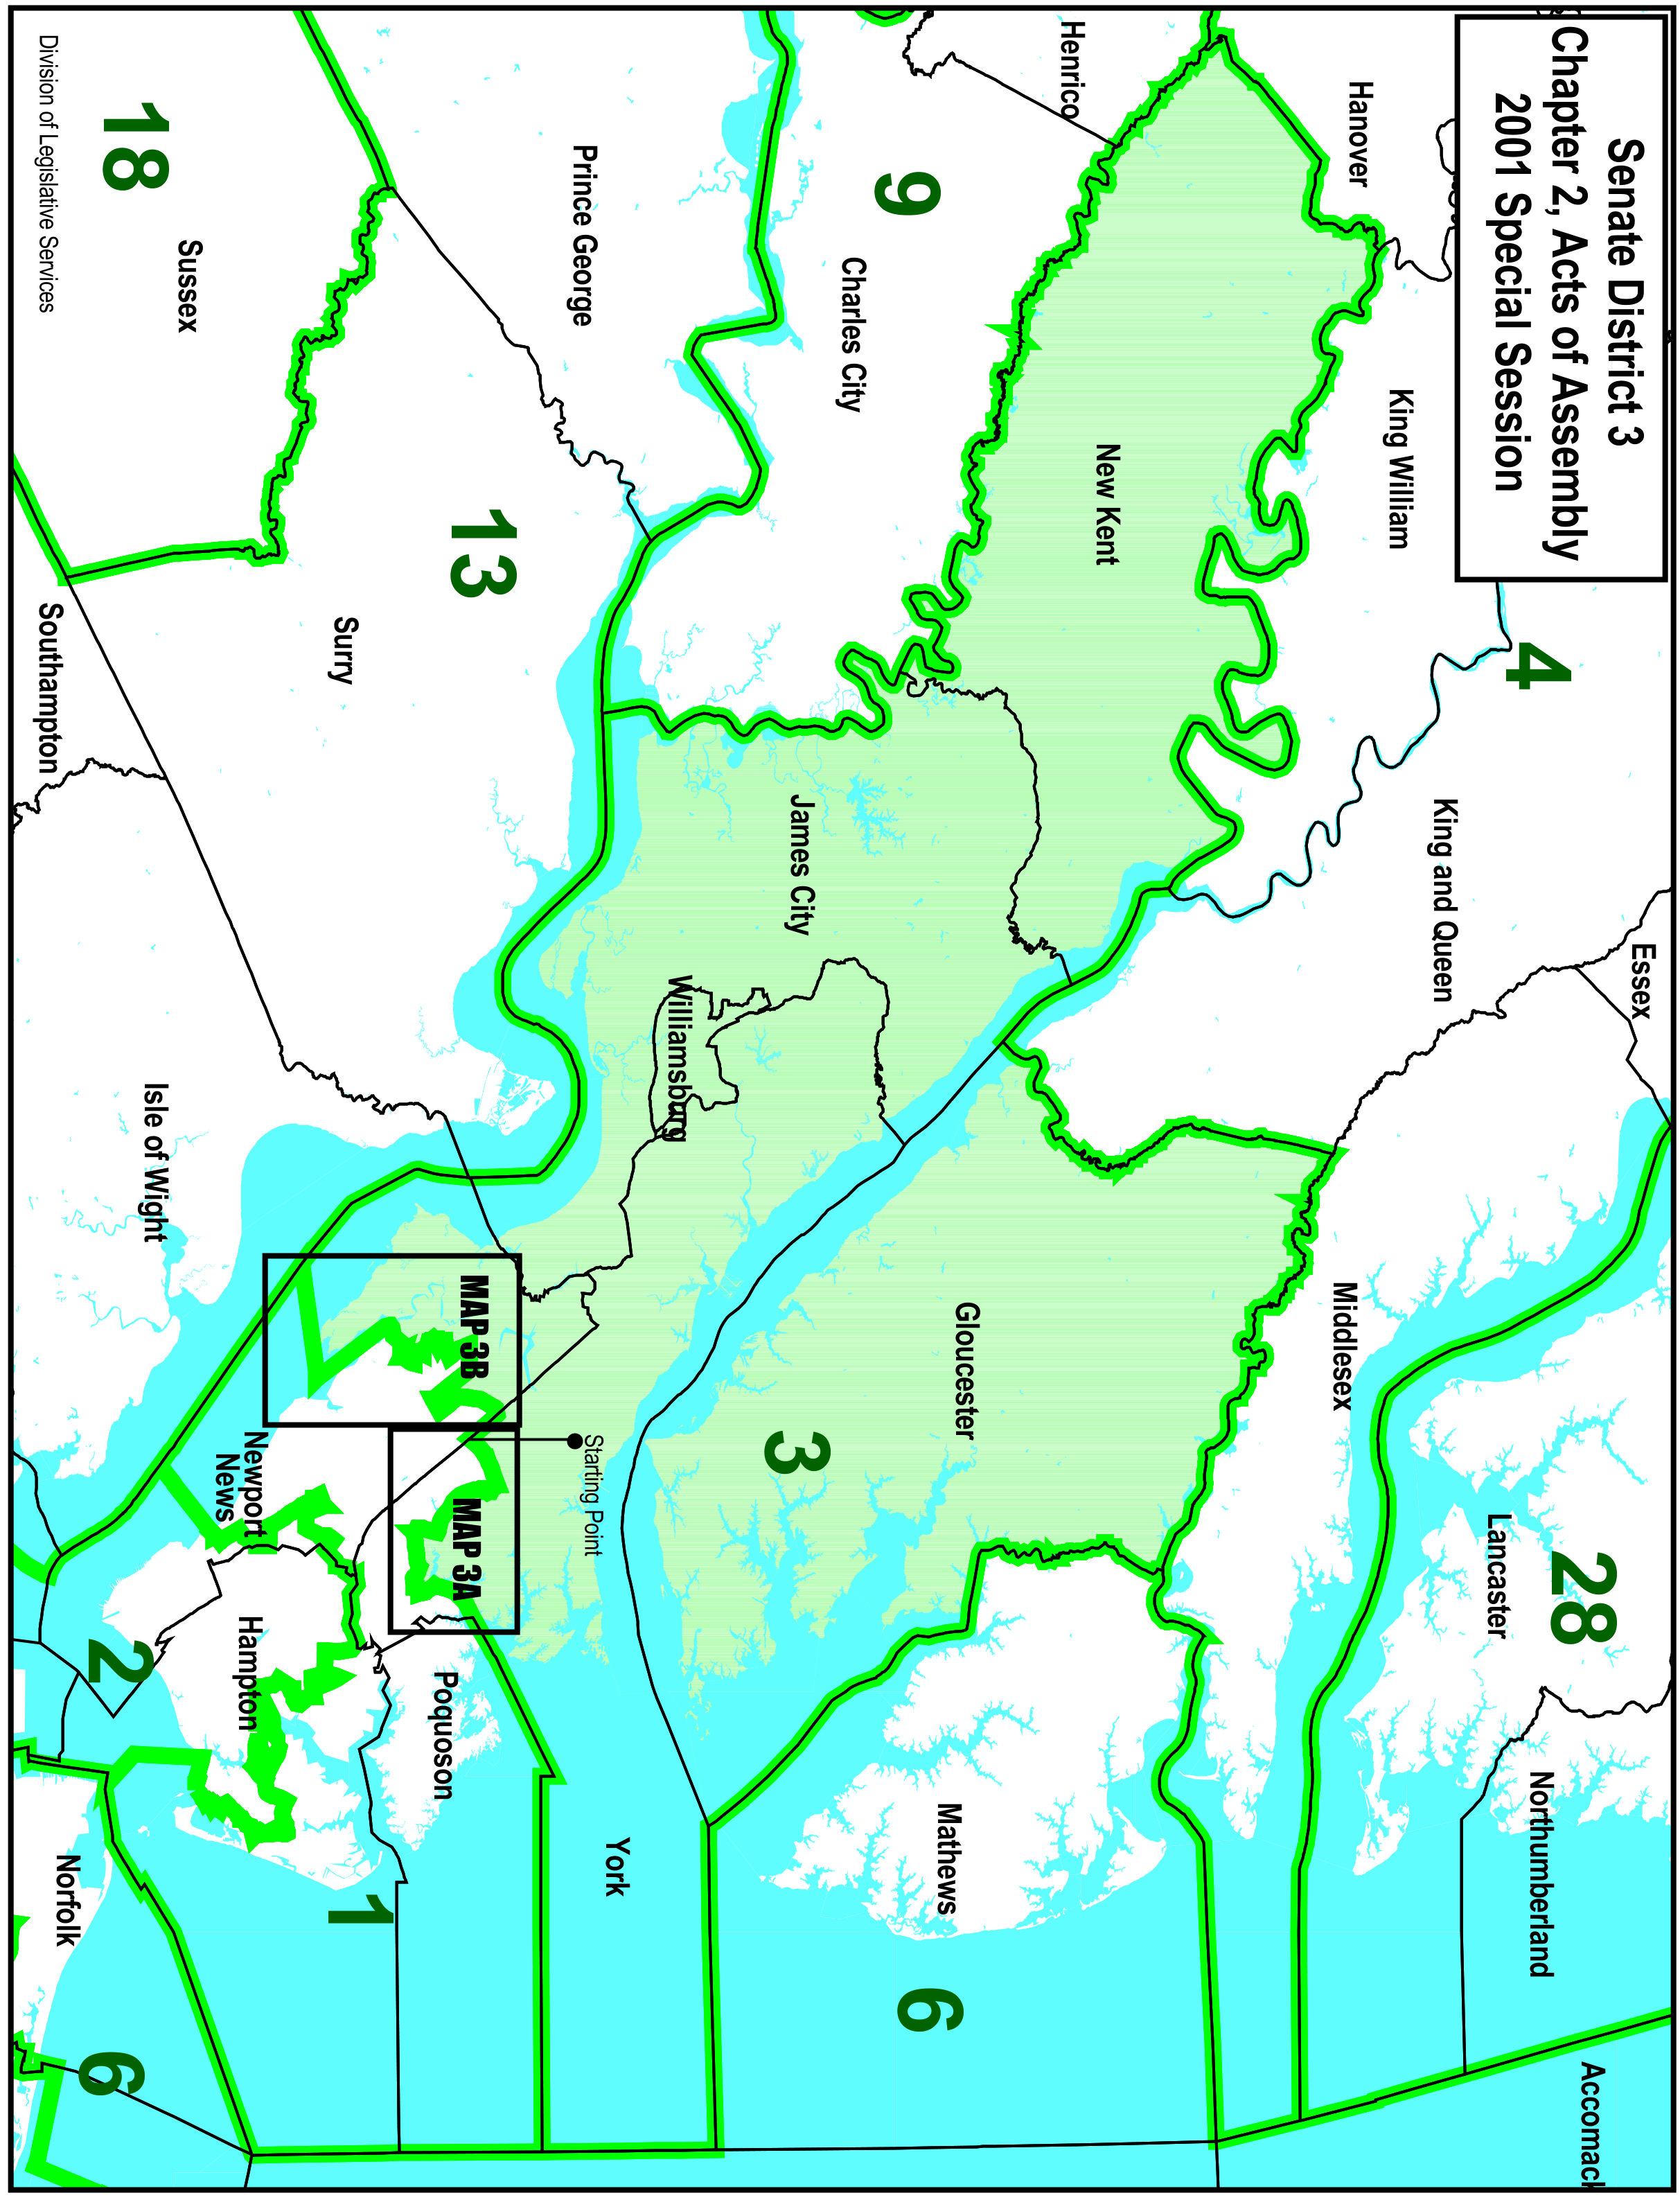 Senate District 3
Chapter 2, Acts of Assembly
2001 Special Session
Hanover
Henrico
King William
4
King and Queen
Essex
9
Charles City
New Kent
Prince George
13
18
Sussex
Surry
Southampton
James City
Williamsburg
Isle of Wight
Gloucester
3
Middlesex
Lancaster
28
Northumberland
Accomack
Mathews
6
York
MAP 3B
MAP 3A
Starting Point
Newport
News
Hampton
Poquoson
2
1
Norfolk
6
Division of Legislative Services